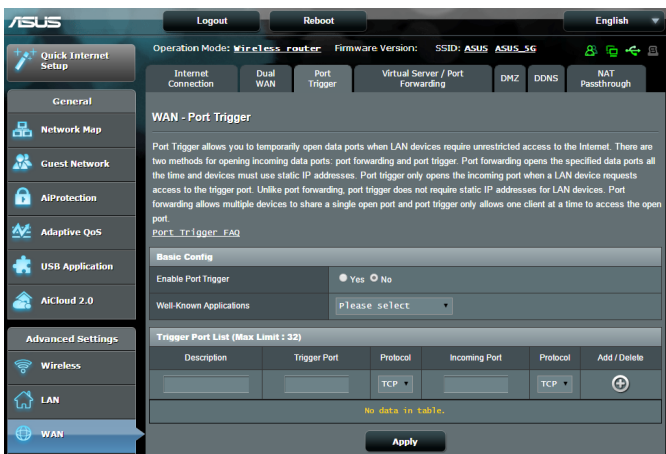 ASUS Logout Reboot English
Operation Mode: Wireless router Firmware Version: SSID: ASUS ASUS_5G
Quick Internet Setup
General
Network Map
Guest Network
AiProtection
Adaptive QoS
USB Application
AiCloud 2.0
Advanced Settings
Wireless
LAN
WAN
Internet Connection
Dual WAN
Port Trigger
Virtual Server / Port Forwarding
DMZ
DDNS
NAT Passthrough
WAN - Port Trigger
Port Trigger allows you to temporarily open data ports when LAN devices require unrestricted access to the Internet. There are
two methods for opening incoming data ports: port forwarding and port trigger. Port forwarding opens the specified data ports all
the time and devices must use static IP addresses. Port trigger only opens the incoming port when a LAN device requests
access to the trigger port. Unlike port forwarding, port trigger does not require static IP addresses for LAN devices. Port
forwarding allows multiple devices to share a single open port and port trigger only allows one client at a time to access the open
port.
Port Trigger FAQ
Basic Config
Enable Port Trigger Yes No
Well-Known Applications Please select
Trigger Port List (Max Limit : 32)
Description Trigger Port Protocol Incoming Port Protocol Add / Delete
TCP TCP
No data in table.
Apply